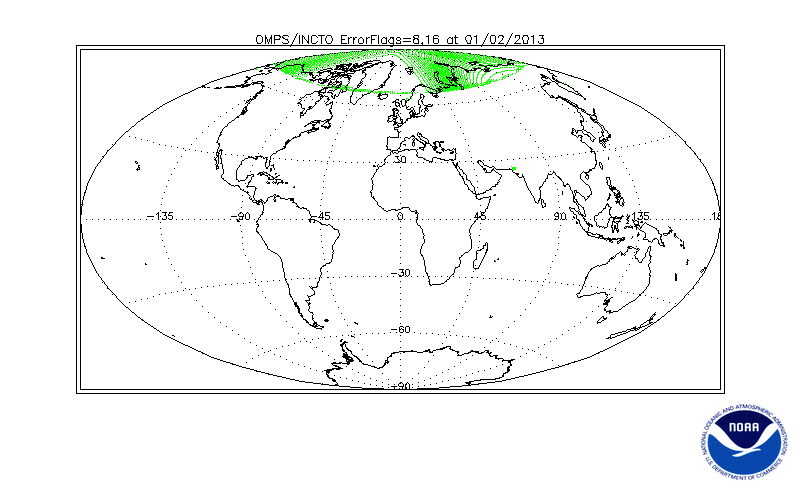 OMPS/INCTO ErrorFlags=8,16 at 01/02/2013
60
30
-135 -90 -45 0 45 90 135 18
-30
-60
+90
NOAA
NATIONAL OCEANIC AND ATMOSPHERIC ADMINISTRATION
U.S. DEPARTMENT OF COMMERCE